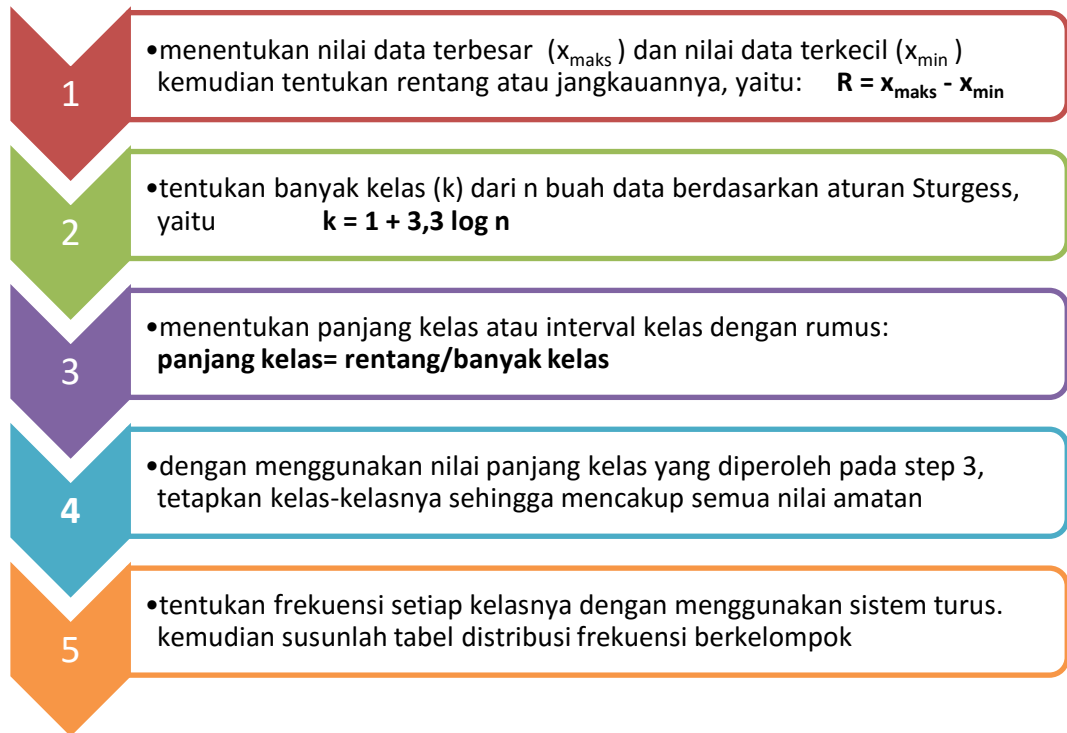 1
•menentukan nilai data terbesar (xmaks ) dan nilai data terkecil (xmin )
kemudian tentukan rentang atau jangkauannya, yaitu: R = xmaks - xmin
2
•tentukan banyak kelas (k) dari n buah data berdasarkan aturan Sturgess,
yaitu k = 1 + 3,3 log n
3
•menentukan panjang kelas atau interval kelas dengan rumus:
panjang kelas= rentang/banyak kelas
4
•dengan menggunakan nilai panjang kelas yang diperoleh pada step 3,
tetapkan kelas-kelasnya sehingga mencakup semua nilai amatan
5
•tentukan frekuensi setiap kelasnya dengan menggunakan sistem turus.
kemudian susunlah tabel distribusi frekuensi berkelompok